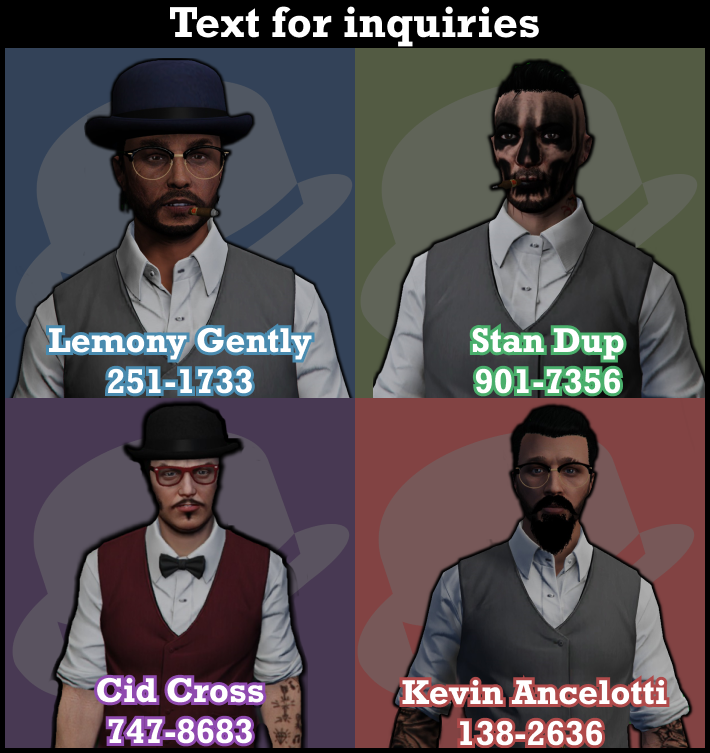 Text for inquiries
Lemony Gently
251-1733
Stan Dup
901-7356
Cid Cross
747-8683
Kevin Ancelotti
138-2636